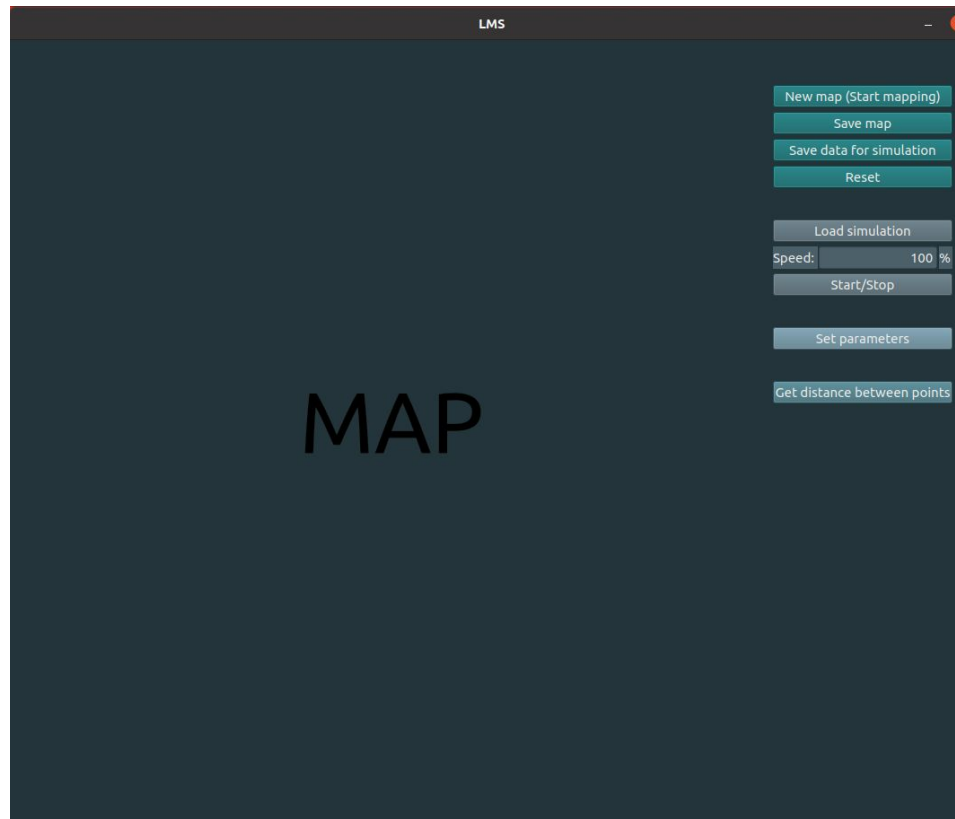 LMS
New map (Start mapping)
Save map
Save data for simulation
Reset
Load simulation
Speed: 100 %
Start/Stop
Set parameters
Get distance between points
MAP